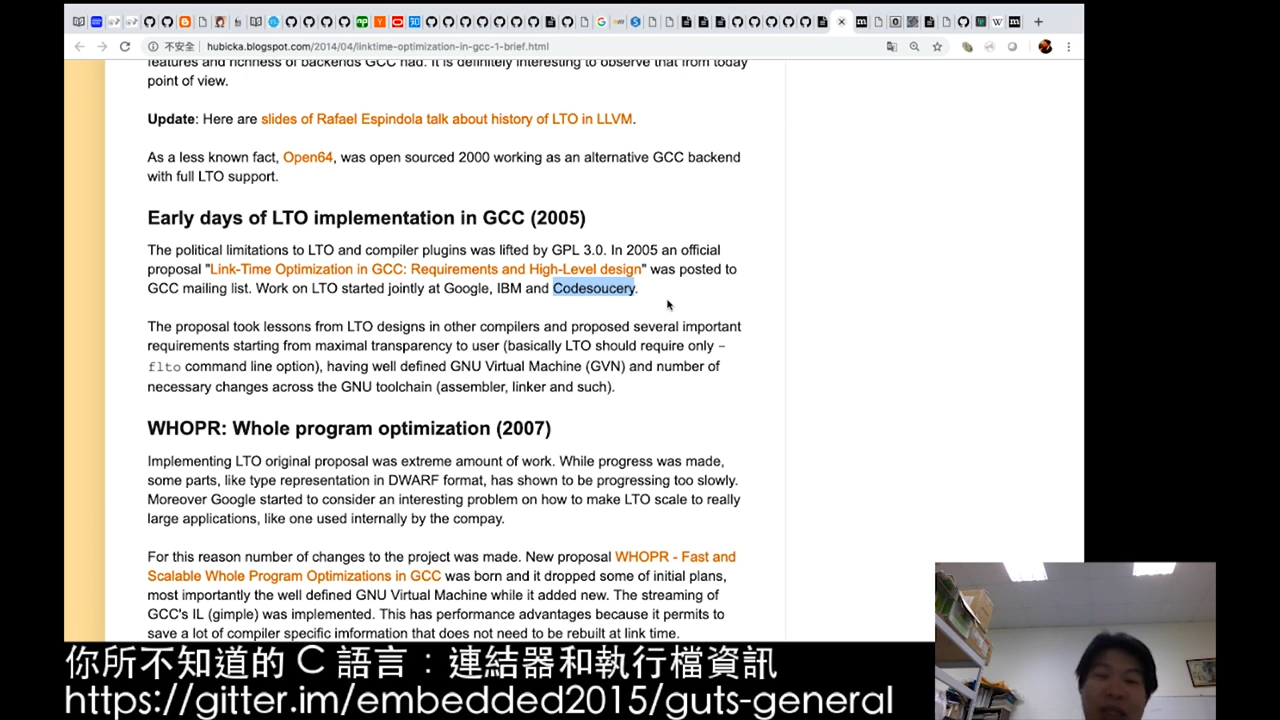 不安全 hubicka.blogspot.com/2014/04/linktime-optimization-in-gcc-1-brief.html
features and richness of backends GCC had. It is definitely interesting to observe that from today
point of view.
Update: Here are slides of Rafael Espindola talk about history of LTO in LLVM.
As a less known fact, Open64, was open sourced 2000 working as an alternative GCC backend
with full LTO support.
Early days of LTO implementation in GCC (2005)
The political limitations to LTO and compiler plugins was lifted by GPL 3.0. In 2005 an official
proposal "Link-Time Optimization in GCC: Requirements and High-Level design" was posted to
GCC mailing list. Work on LTO started jointly at Google, IBM and Codesoucery.
The proposal took lessons from LTO designs in other compilers and proposed several important
requirements starting from maximal transparency to user (basically LTO should require only –
flto command line option), having well defined GNU Virtual Machine (GVN) and number of
necessary changes across the GNU toolchain (assembler, linker and such).
WHOPR: Whole program optimization (2007)
Implementing LTO original proposal was extreme amount of work. While progress was made,
some parts, like type representation in DWARF format, has shown to be progressing too slowly.
Moreover Google started to consider an interesting problem on how to make LTO scale to really
large applications, like one used internally by the compay.
For this reason number of changes to the project was made. New proposal WHOPR - Fast and
Scalable Whole Program Optimizations in GCC was born and it dropped some of initial plans,
most importantly the well defined GNU Virtual Machine while it added new. The streaming of
GCC's IL (gimple) was implemented. This has performance advantages because it permits to
save a lot of compiler specific imformation that does not need to be rebuilt at link time.
你所不知道的 C 語言：連結器和執行檔資訊
https://gitter.im/embedded2015/guts-general